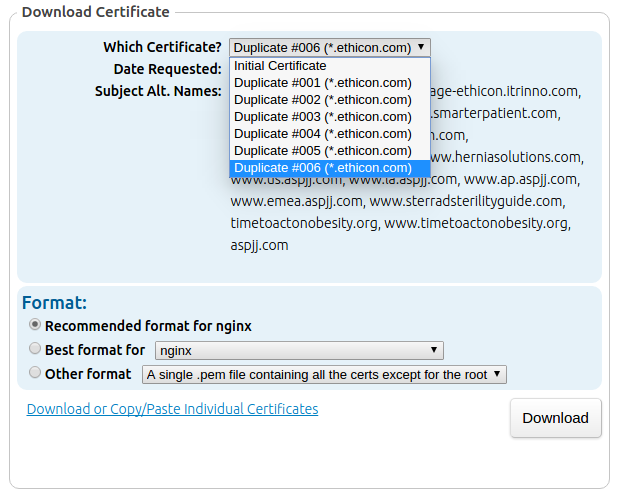 Download Certificate
Which Certificate? Duplicate #006 (*.ethicon.com)
Initial Certificate
Date Requested:
Duplicate #001 (*.ethicon.com)
Subject Alt. Names: age-ethicon.itrinno.com,
Duplicate #002 (*.ethicon.com)
.smarterpatient.com,
Duplicate #003 (*.ethicon.com)
Duplicate #004 (*.ethicon.com) .com,
Duplicate #005 (*.ethicon.com)
www.herniasolutions.com,
Duplicate #006 (*.ethicon.com)
www.us.aspjj.com, www.la.aspjj.com, www.ap.aspjj.com,
www.emea.aspjj.com, www.sterradsterilityguide.com,
timetoactonobesity.org, www.timetoactonobesity.org,
aspjj.com
Format:
Recommended format for nginx
Best format for nginx
Other format A single .pem file containing all the certs except for the root
Download or Copy/Paste Individual Certificates
Download